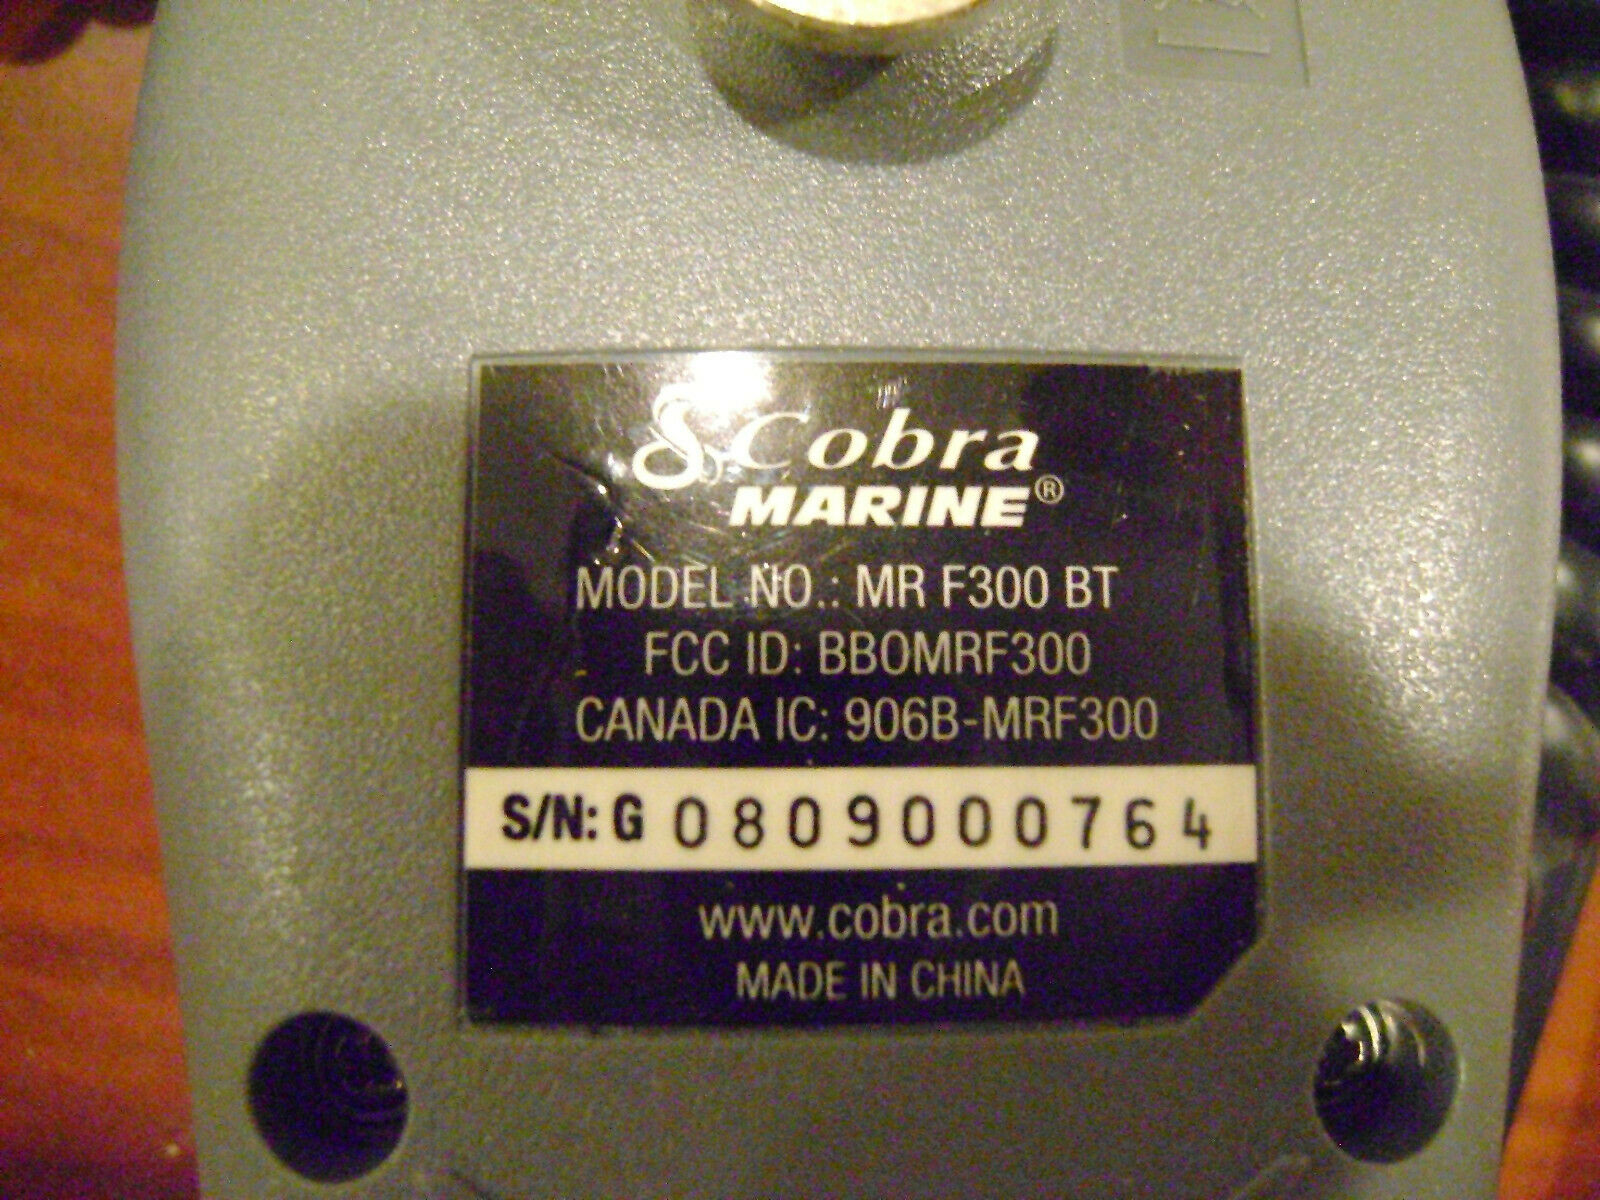 Cobra
MARINE®
MODEL NO.: MR F300 BT
FCC ID: BBOMRF300
CANADA IC: 906B-MRF300
S/N: G 0809000764
www.cobra.com
MADE IN CHINA